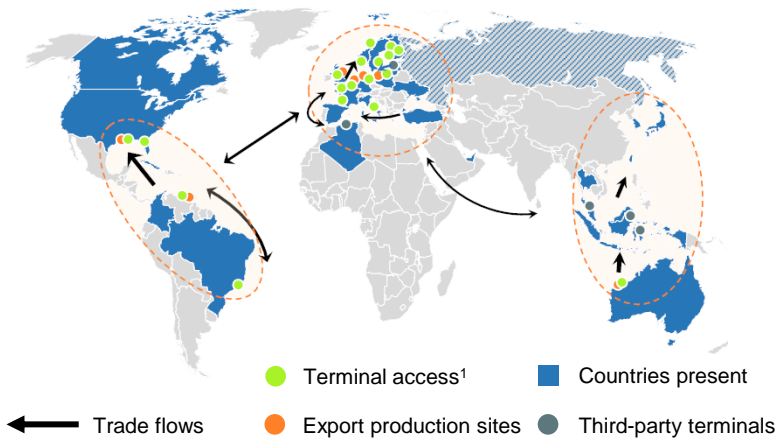 Terminal access¹
Countries present
Trade flows
Export production sites
Third-party terminals